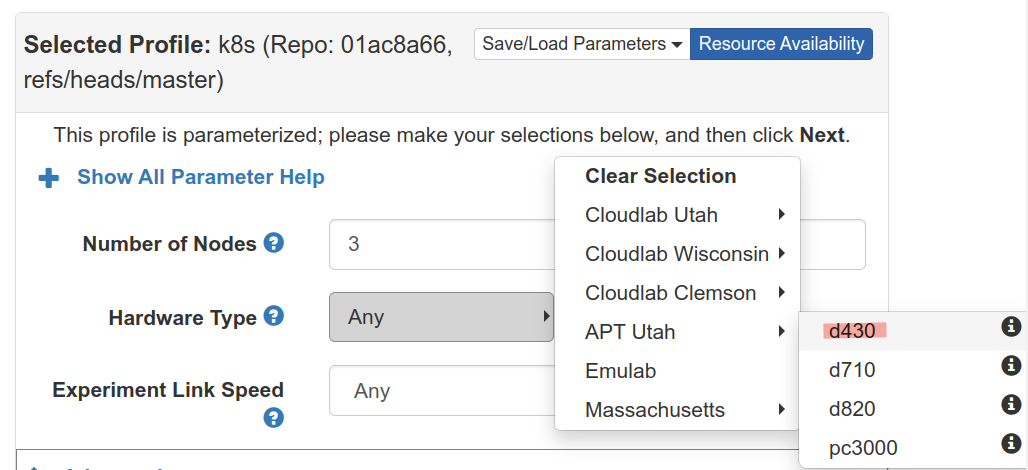 Selected Profile: k8s (Repo: 01ac8a66,
refs/heads/master)
Save/Load Parameters
Resource Availability
This profile is parameterized; please make your selections below, and then click Next.
Show All Parameter Help
Number of Nodes
3
Hardware Type
Any
Experiment Link Speed
Any
Clear Selection
Cloudlab Utah
Cloudlab Wisconsin
Cloudlab Clemson
APT Utah
Emulab
Massachusetts
d430
d710
d820
pc3000